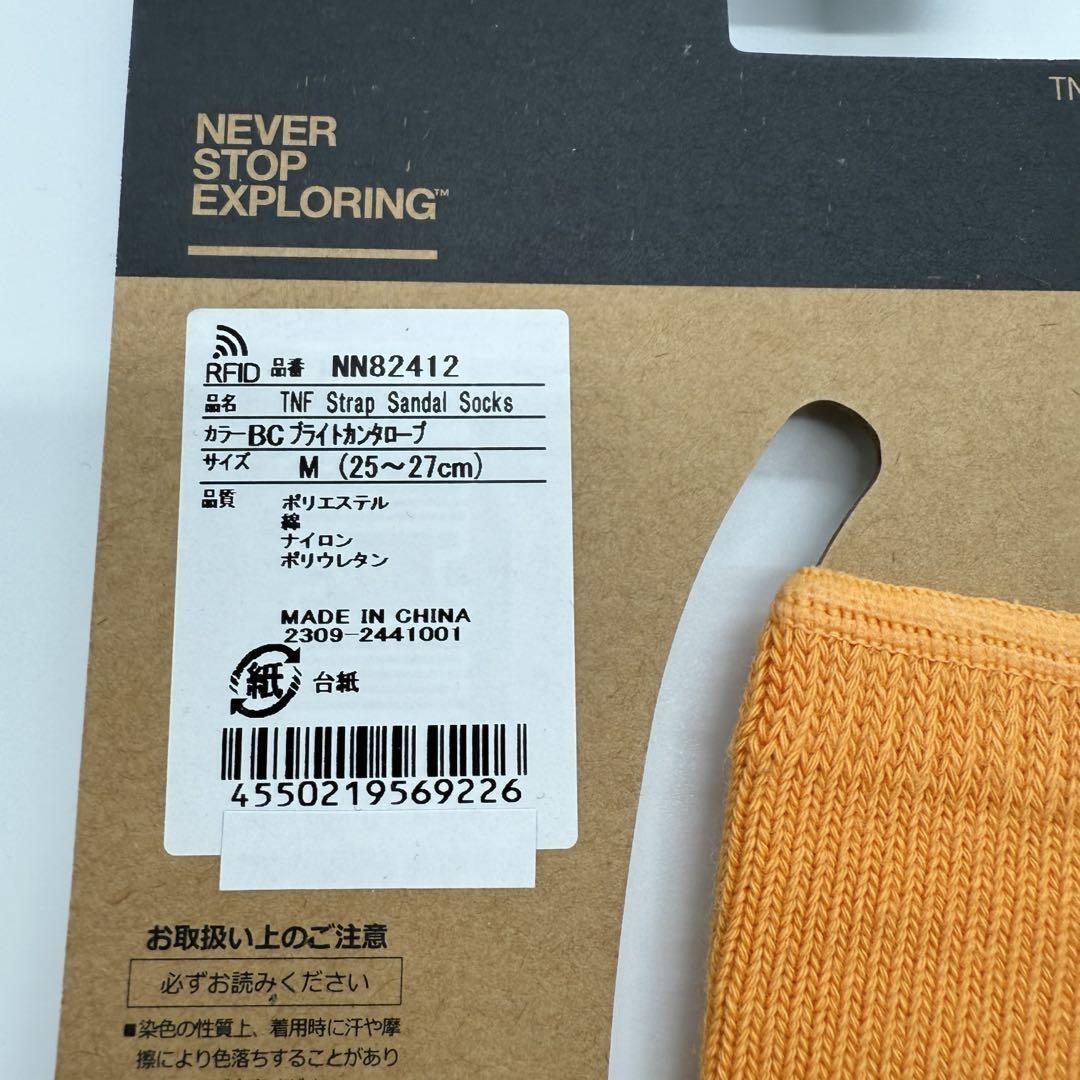 TN
NEVER
STOP
EXPLORING™
RFID 品番 NN82412
品名 TNF Strap Sandal Socks
カラー BC ブライトカンタロープ
サイズ M (25～27cm)
品質 ポリエステル
綿
ナイロン
ポリウレタン
MADE IN CHINA
2309-2441001
紙 台紙
4550219569226
お取扱い上のご注意
必ずお読みください
■染色の性質上、着用時に汗や摩
擦により色落ちすることがあり